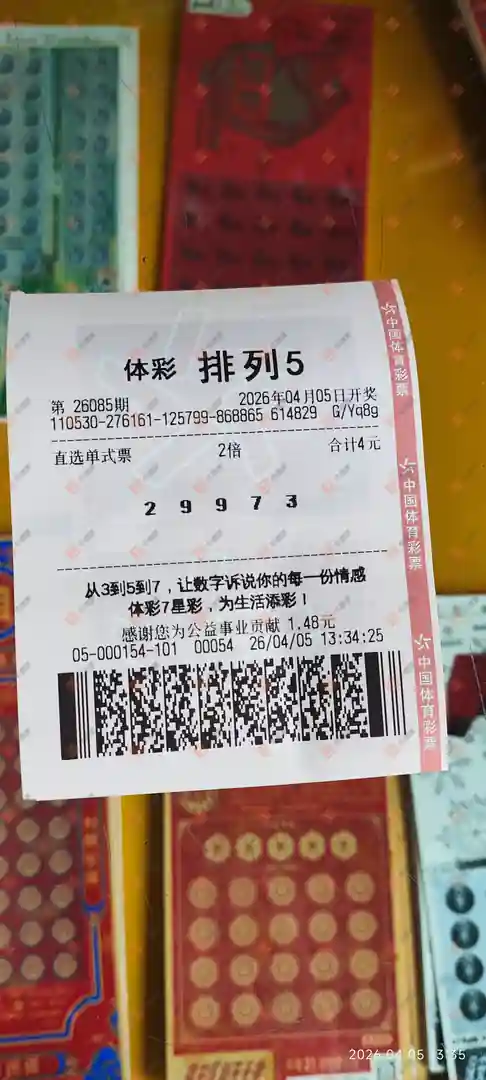 体彩 排列5
第 26085期 2026年04月05日开奖
110530-276161-125799-868865 614829 G/Yq8g
直选单式票 2倍 合计4元
2 9 9 7 3
从3到5到7，让数字诉说你的每一份情感
体彩7星彩，为生活添彩！
感谢您为公益事业贡献 1.48元
05-000154-101 00054 26/04/05 13:34:25
中国体育彩票
中国体育彩票
中国体育彩票
2026.04.05 13:35